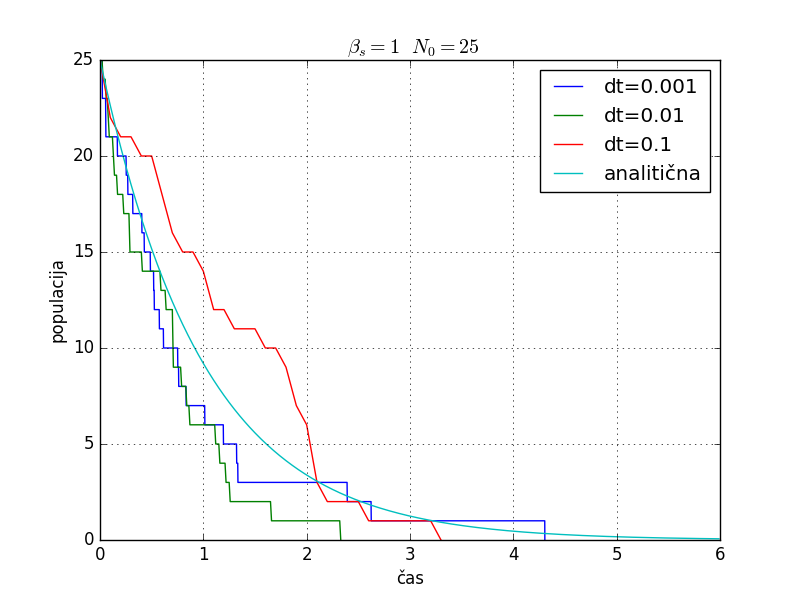 β_s = 1 N_0 = 25
25
20
15
10
5
0
populacija
dt=0.001
dt=0.01
dt=0.1
analitična
0 1 2 3 4 5 6
čas